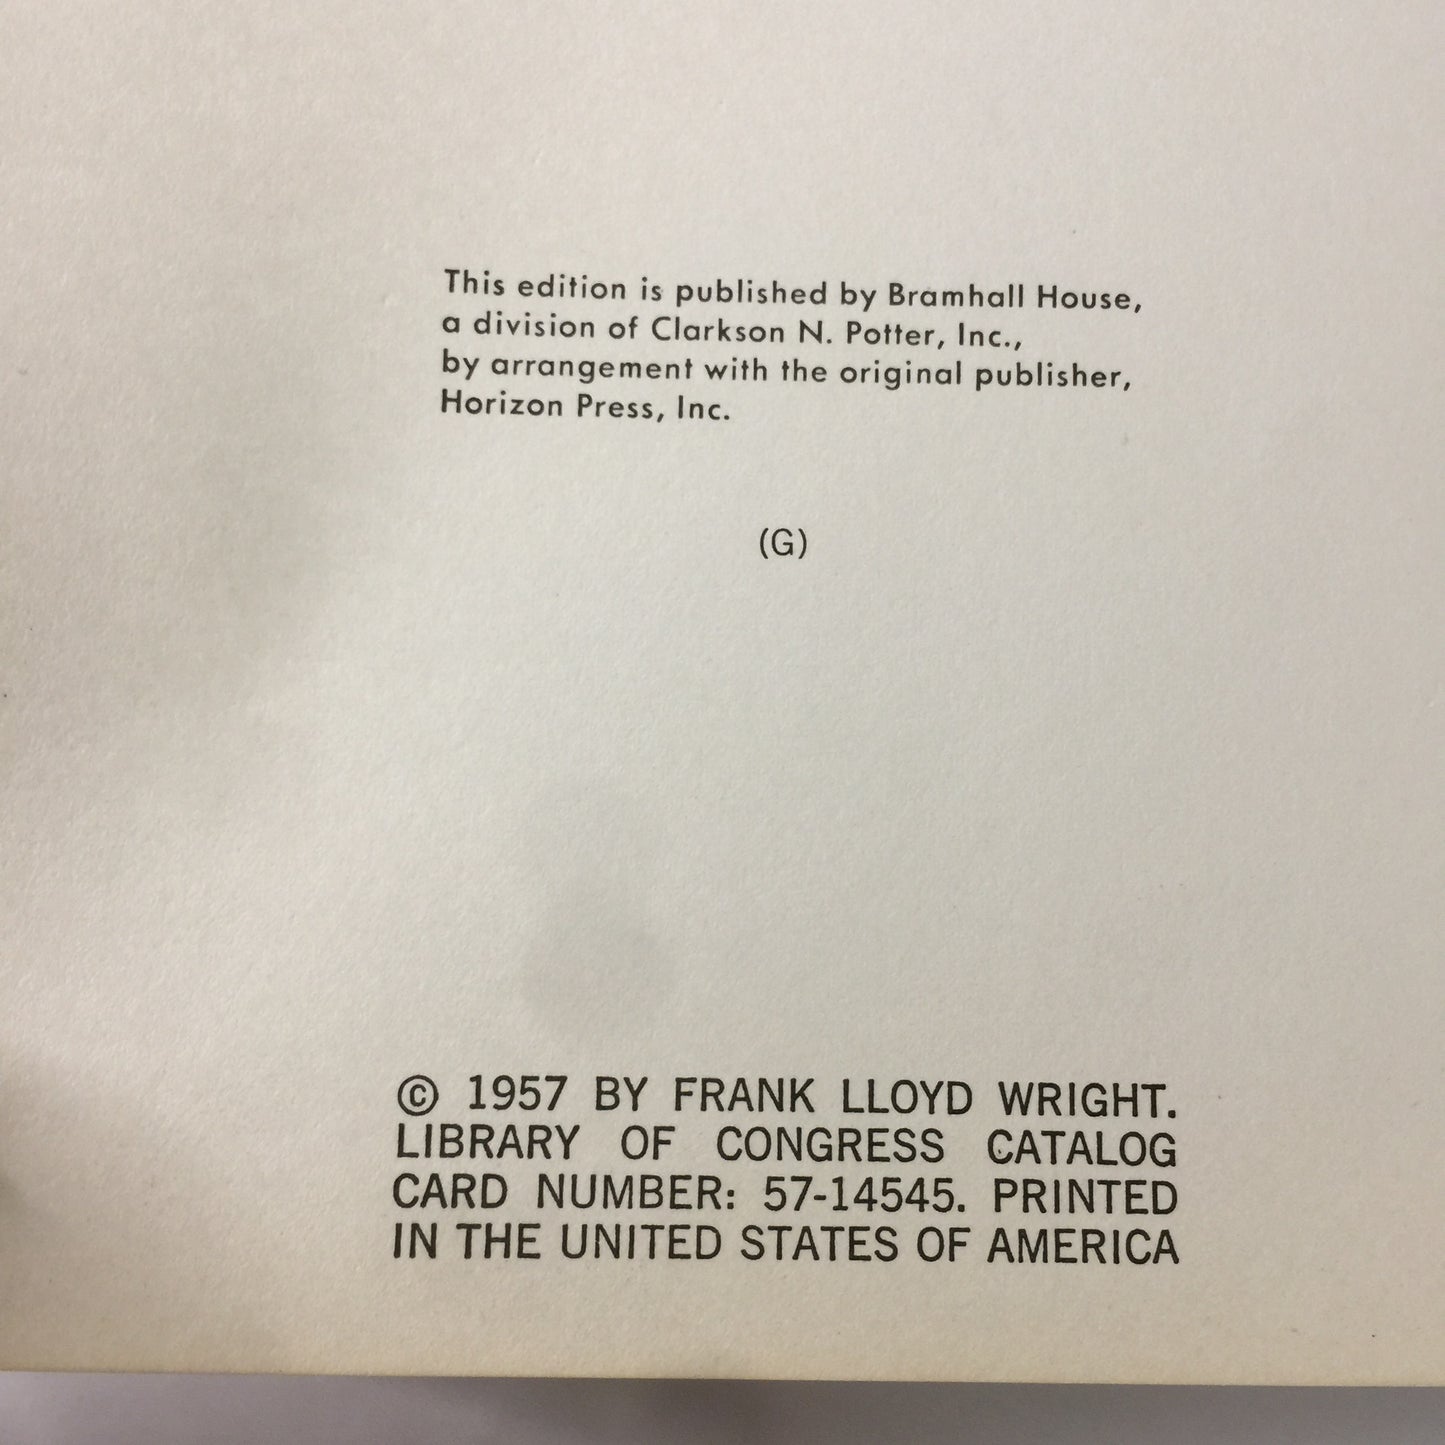 This edition is published by Bramhall House,
a division of Clarkson N. Potter, Inc.,
by arrangement with the original publisher,
Horizon Press, Inc.
(G)
© 1957 BY FRANK LLOYD WRIGHT.
LIBRARY OF CONGRESS CATALOG
CARD NUMBER: 57-14545. PRINTED
IN THE UNITED STATES OF AMERICA